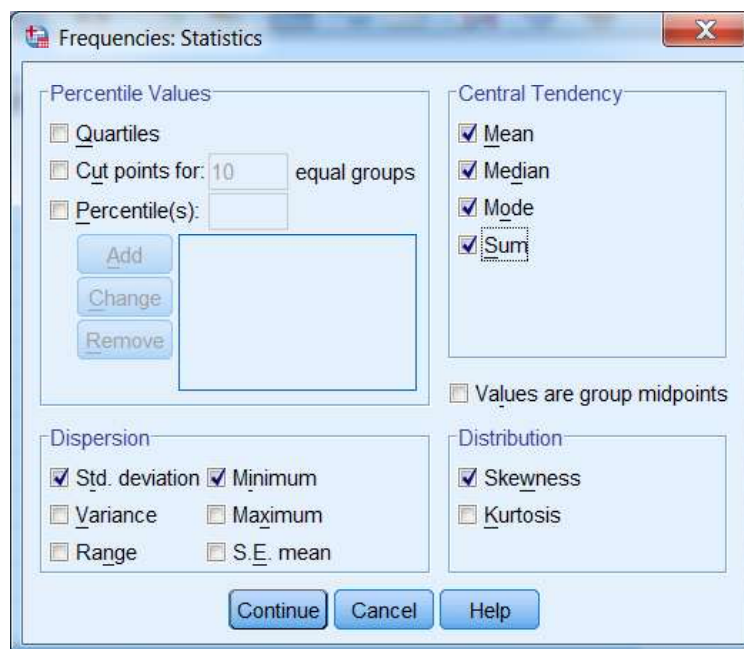 Frequencies: Statistics
Percentile Values
Quartiles
Cut points for: 10 equal groups
Percentile(s):
Add
Change
Remove
Central Tendency
Mean
Median
Mode
Sum
Values are group midpoints
Dispersion
Std. deviation Minimum
Variance Maximum
Range S.E. mean
Distribution
Skewness
Kurtosis
Continue Cancel Help